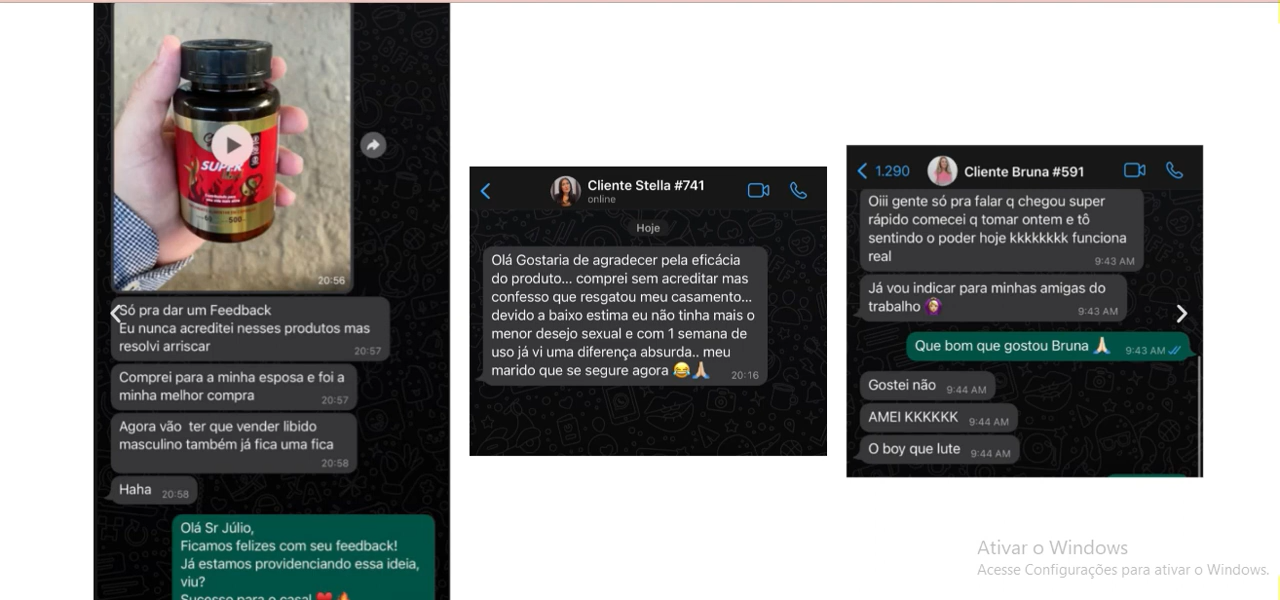 SUPER
60
500
20:56
Só pra dar um Feedback
Eu nunca acreditei nesses produtos mas
resolvi arriscar
20:57
Comprei para a minha esposa e foi a
minha melhor compra
20:57
Agora vão ter que vender libido
masculino também já fica uma fica
20:58
Haha 20:58
Olá Sr Júlio,
Ficamos felizes com seu feedback!
Já estamos providenciando essa ideia,
viu?
Sucesso para o casal ❤️🔥
Cliente Stella #741
online
Hoje
Olá Gostaria de agradecer pela eficácia
do produto... comprei sem acreditar mas
confesso que resgatou meu casamento...
devido a baixo estima eu não tinha mais o
menor desejo sexual e com 1 semana de
uso já vi uma diferença absurda.. meu
marido que se segure agora 😂🙏🏻 20:16
1.290 Cliente Bruna #591
Oiii gente só pra falar q chegou super
rápido comecei q tomar ontem e tô
sentindo o poder hoje kkkkkkkk funciona
real 9:43 AM
Já vou indicar para minhas amigas do
trabalho 9:43 AM
Que bom que gostou Bruna 🙏🏻 9:43 AM
Gostei não 9:44 AM
AMEI KKKKKK 9:44 AM
O boy que lute 9:44 AM
Ativar o Windows
Acesse Configurações para ativar o Windows.